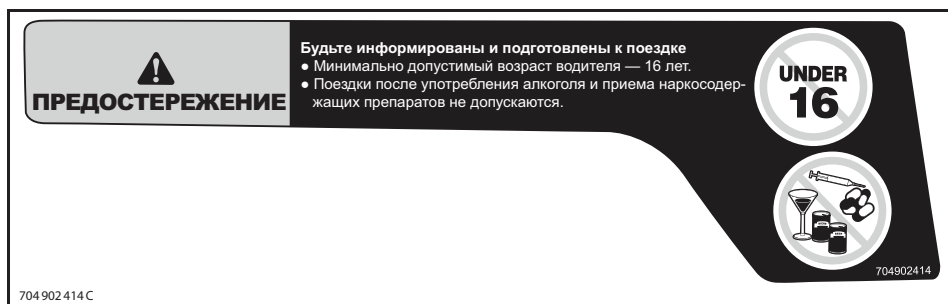 ПРЕДОСТЕРЕЖЕНИЕ
Будьте информированы и подготовлены к поездке
● Минимально допустимый возраст водителя — 16 лет.
● Поездки после употребления алкоголя и приема наркосодер-
жащих препаратов не допускаются.
UNDER
16
704902414
704 902 414 C